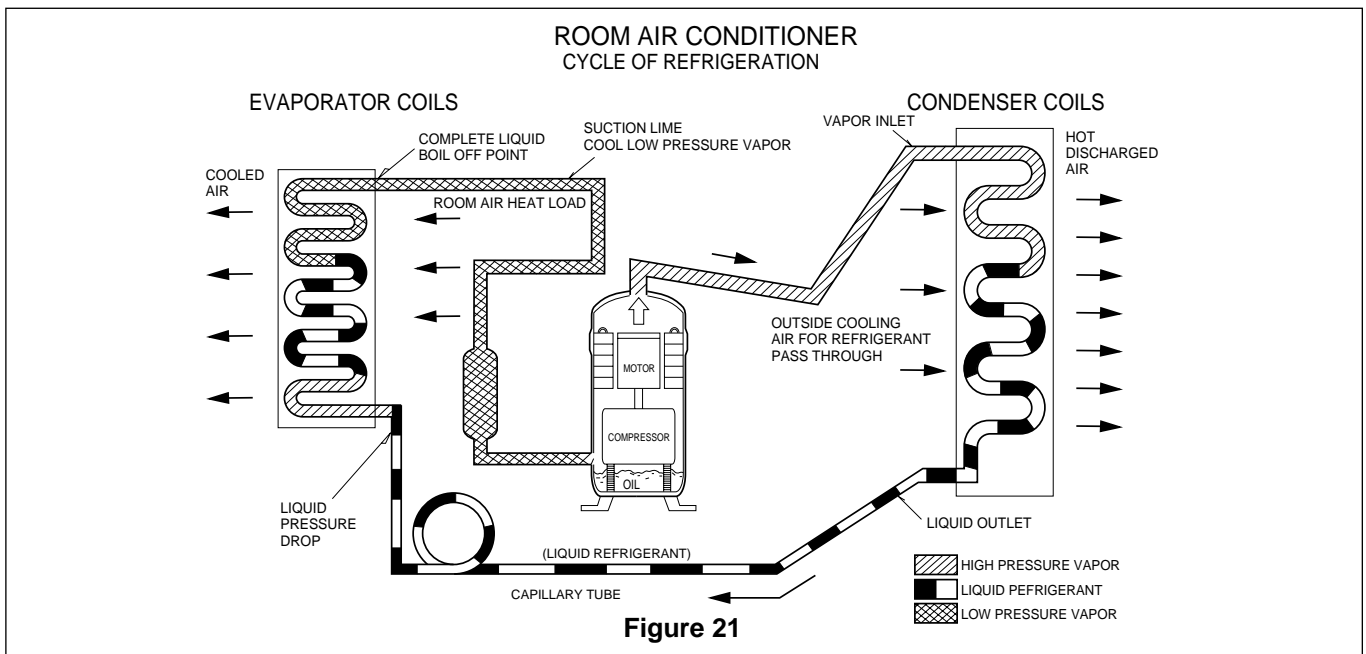 ROOM AIR CONDITIONER
CYCLE OF REFRIGERATION
EVAPORATOR COILS
CONDENSER COILS
COMPLETE LIQUID
BOIL OFF POINT
SUCTION LIME
COOL LOW PRESSURE VAPOR
VAPOR INLET
HOT
DISCHARGED
AIR
COOLED
AIR
ROOM AIR HEAT LOAD
OUTSIDE COOLING
AIR FOR REFRIGERANT
PASS THROUGH
MOTOR
COMPRESSOR
OIL
LIQUID
PRESSURE
DROP
LIQUID OUTLET
(LIQUID REFRIGERANT)
CAPILLARY TUBE
HIGH PRESSURE VAPOR
LIQUID PEFRIGERANT
LOW PRESSURE VAPOR
Figure 21